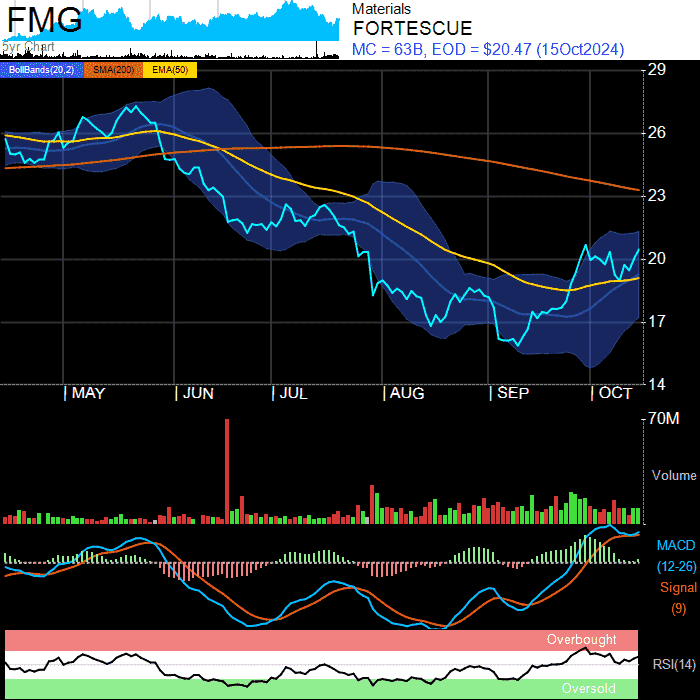 FMG
5yr Chart
Materials
FORTESCUE
MC = 63B, EOD = $20.47 (15Oct2024)
BollBands(20,2) SMA(200) EMA(50)
29
26
23
20
17
14
| MAY | JUN | JUL | AUG | SEP | OCT
70M
Volume
MACD
(12-26)
Signal
(9)
Overbought
RSI(14)
Oversold